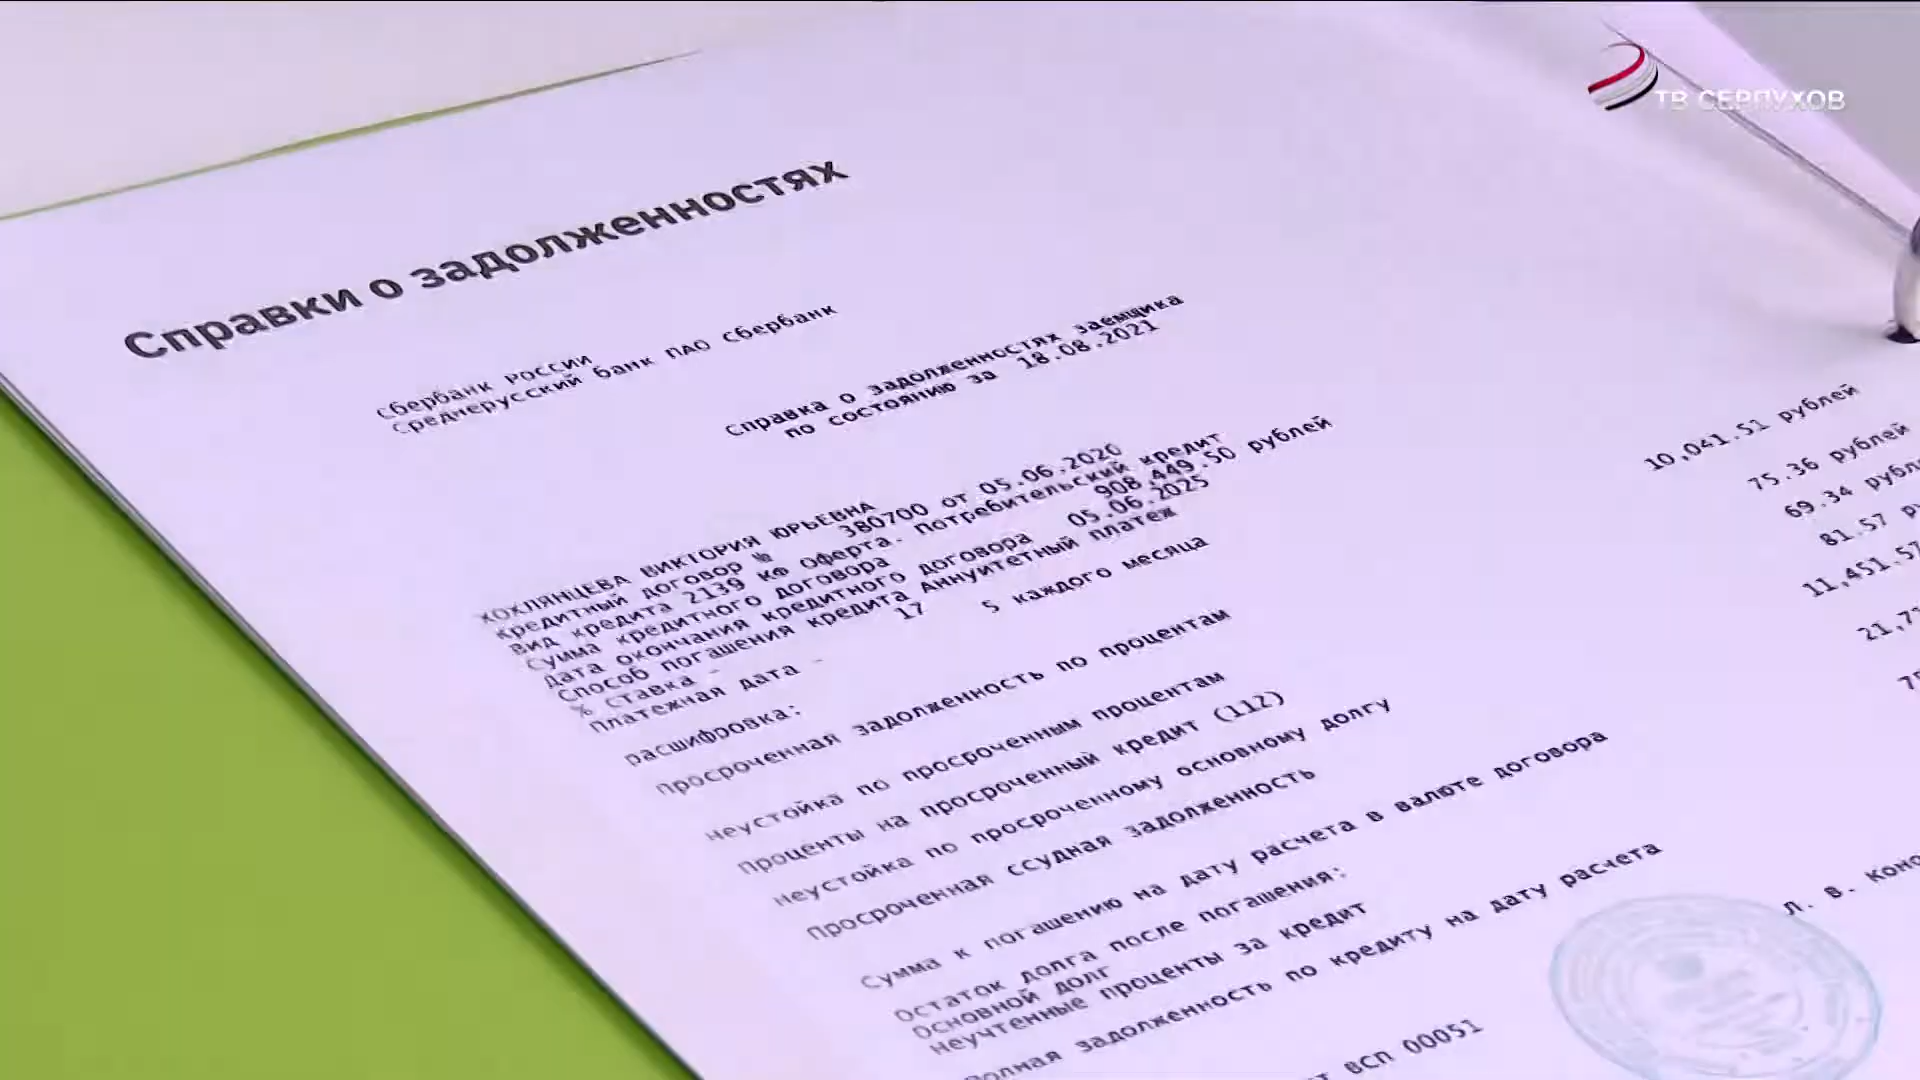 ТВ СЕРПУХОВ
Справки о задолженностях
Сбербанк РОССИИ
Среднерусский банк ПАО Сбербанк
Справка о задолженностях заемщика
по состоянию за 18.08.2021
ХОХЛЯНЦЕВА ВИКТОРИЯ ЮРЬЕВНА
Кредитный договор № 380700 от 05.06.2020
Вид кредита 2139 КФ Оферта. Потребительский кредит
Сумма кредитного договора 908,449.50 рублей
Дата окончания кредитного договора 05.06.2025
Способ погашения кредита Аннуитетный платеж
% ставка - 17
Платежная дата - 5 каждого месяца
расшифровка:
Просроченная задолженность по процентам 10,041.51 рублей
Неустойка по просроченным процентам 75.36 рублей
Проценты на просроченный кредит (112) 69.34 рубл
Неустойка по просроченному основному долгу 81.57 р
Просроченная ссудная задолженность 11,451.57
Сумма к погашению на дату расчета в валюте договора 21,7
Остаток долга после погашения:
Основной долг
Неучтенные проценты за кредит
Полная задолженность по кредиту на дату расчета
ВСП 00051
Л. В.